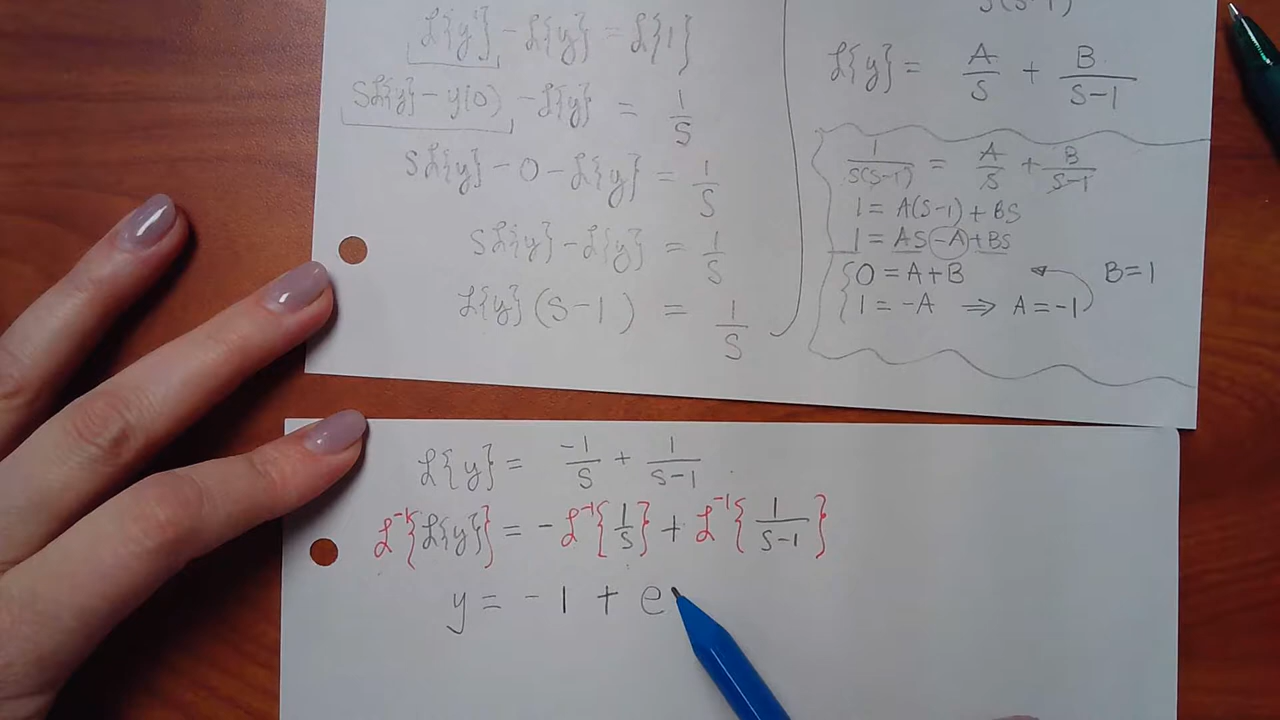 ℒ{y'} - ℒ{y} = ℒ{1}
sℒ{y} - y(0) - ℒ{y} = 1/s
sℒ{y} - 0 - ℒ{y} = 1/s
sℒ{y} - ℒ{y} = 1/s
ℒ{y}(s-1) = 1/s
s(s-1)
ℒ{y} = A/s + B/(s-1)
1/(s(s-1)) = A/s + B/(s-1)
1 = A(s-1) + Bs
1 = As - A + Bs
0 = A + B B = 1
1 = -A ⇒ A = -1
ℒ{y} = -1/s + 1/(s-1)
ℒ⁻¹{ℒ{y}} = -ℒ⁻¹{1/s} + ℒ⁻¹{1/(s-1)}
y = -1 + e